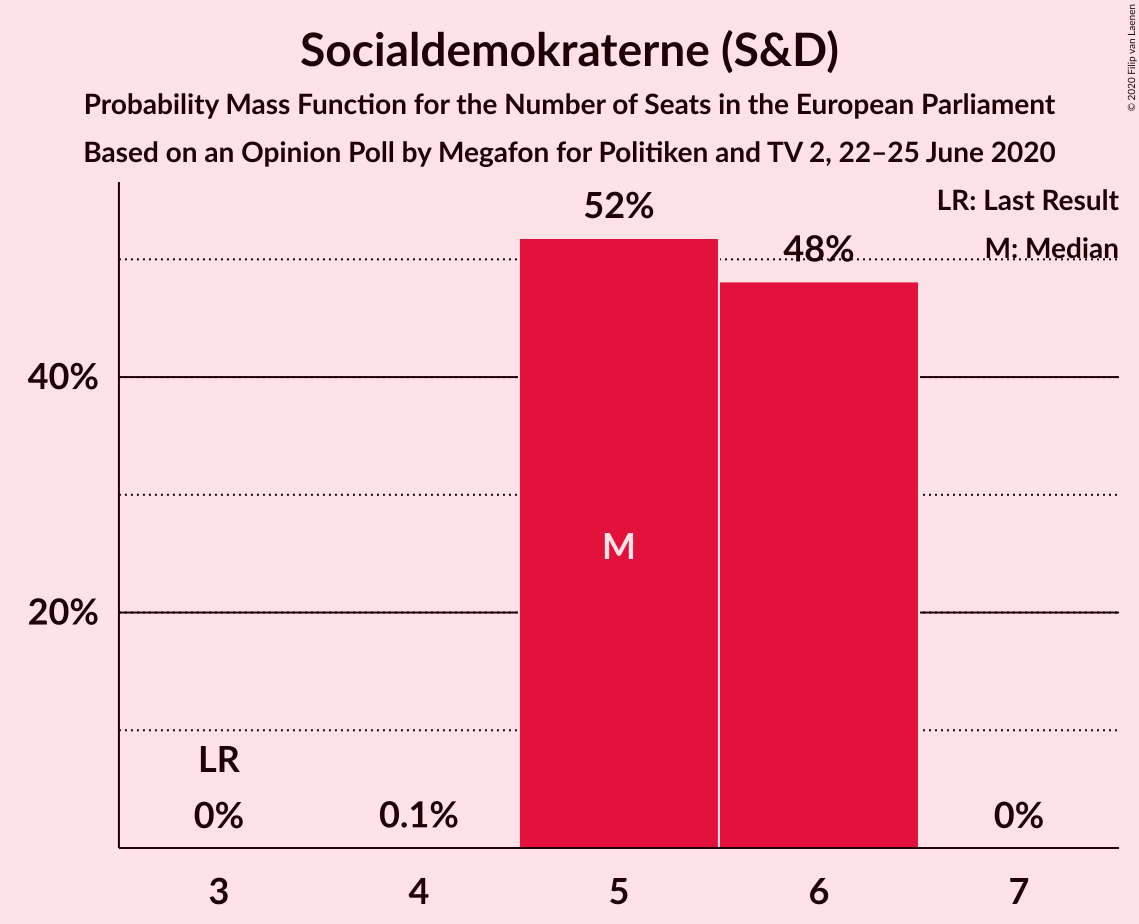 Socialdemokraterne (S&D)
Probability Mass Function for the Number of Seats in the European Parliament
Based on an Opinion Poll by Megafon for Politiken and TV 2, 22–25 June 2020
© 2020 Filip van Laenen
LR: Last Result
M: Median
52%
48%
40%
M
20%
LR
0%
0.1%
0%
3
4
5
6
7